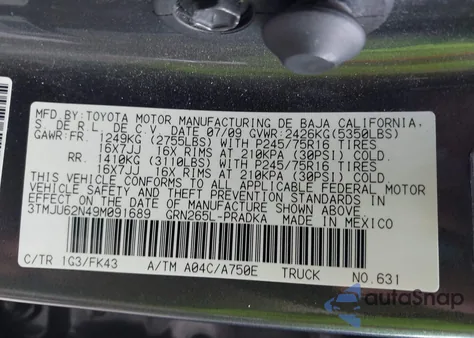 MFD. BY:TOYOTA MOTOR MANUFACTURING DE BAJA CALIFORNIA,
S. DE R.L. DE C.V. DATE 07/09 GVWR:2426KG(5350LBS)
GAWR:FR. 1249KG (2755LBS) WITH P245/75R16 TIRES
16X7JJ 16X RIMS AT 210KPA (30PSI) COLD.
RR. 1410KG (3110LBS) WITH P245/75R16 TIRES
16X7JJ 16X RIMS AT 210KPA (30PSI) COLD.
THIS VEHICLE CONFORMS TO ALL APPLICABLE FEDERAL MOTOR
VEHICLE SAFETY STANDARDS IN EFFECT ON THE DATE
OF MANUFACTURE SHOWN ABOVE.
3TMJU62N49M091689 GRN265L-PRADKA MADE IN MEXICO
C/TR 1G3/FK43 A/TM A04C/A750E TRUCK NO.631
autoSnap